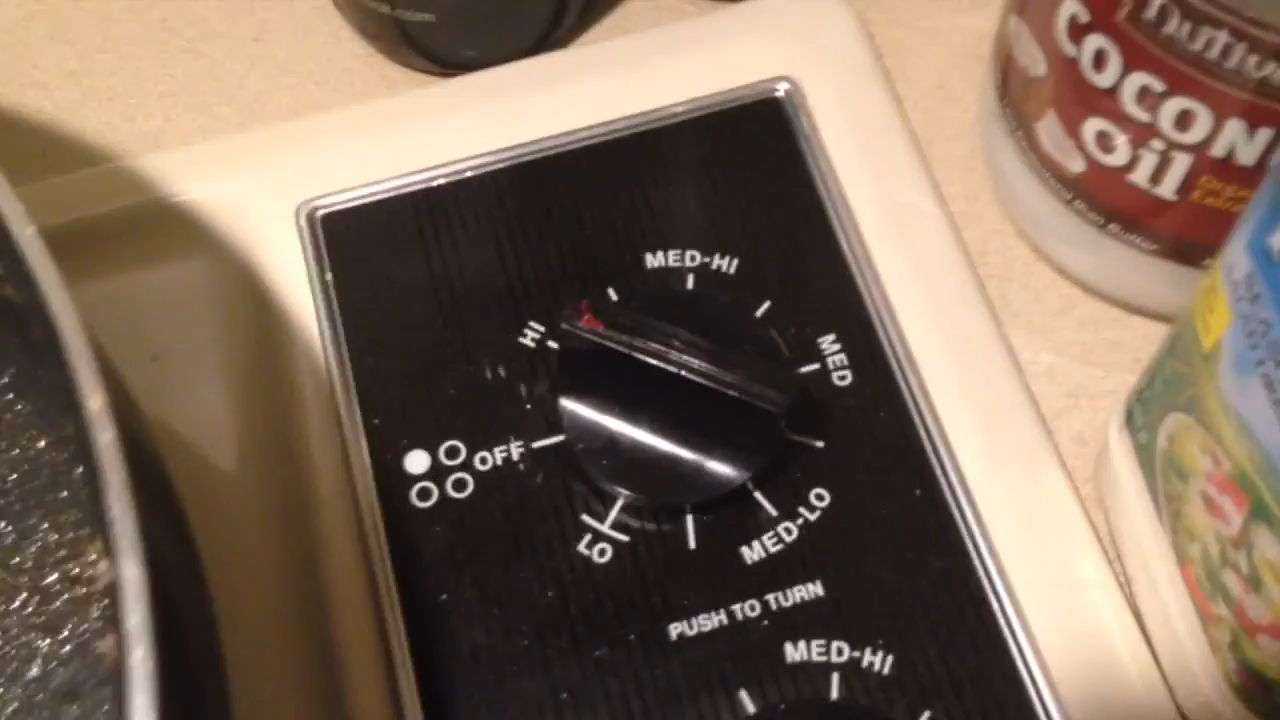 COCON
Oil
MED-HI
HI
MED
OFF
LO
MED-LO
PUSH TO TURN
MED-HI